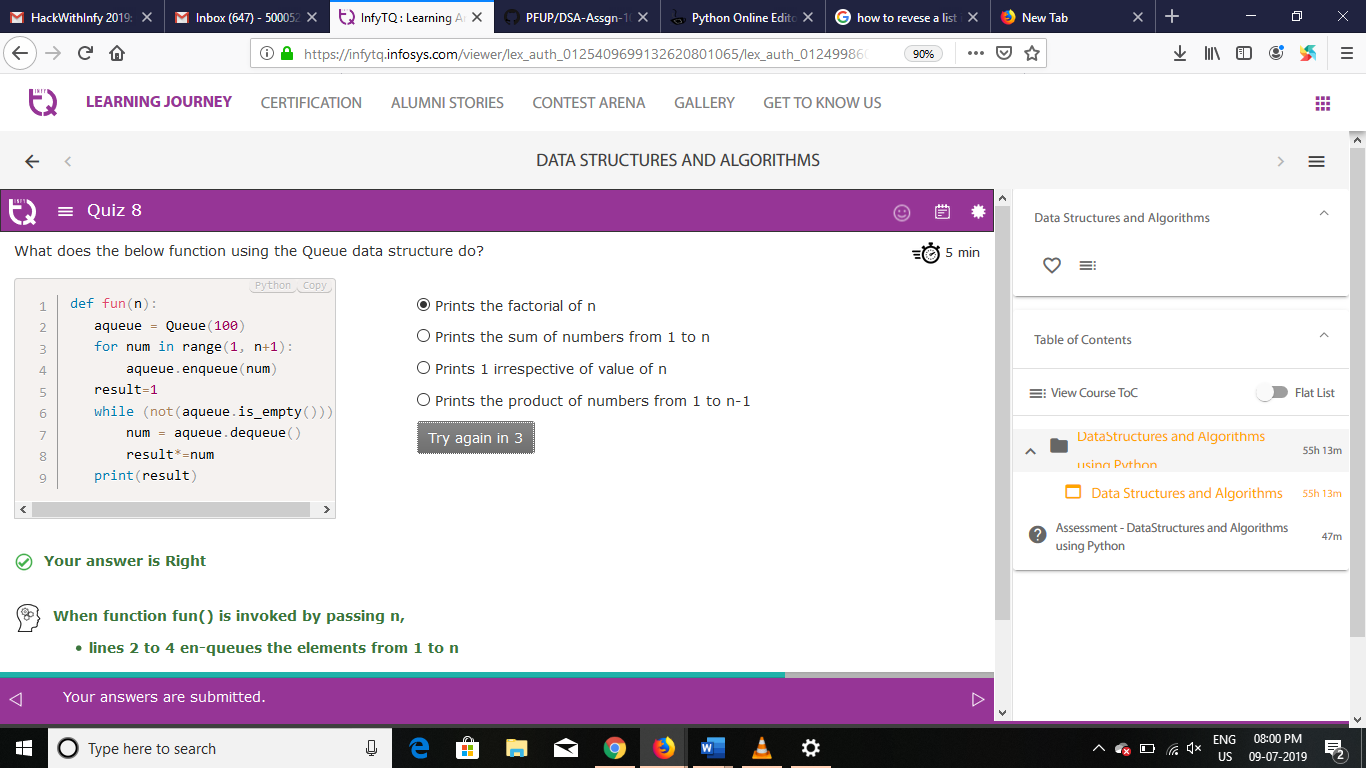 HackWithInfy 2019:
Inbox (647) - 500052
InfyTQ : Learning A
PFUP/DSA-Assgn-16
Python Online Edito
how to revese a list
New Tab
https://infytq.infosys.com/viewer/lex_auth_0125409699132620801065/lex_auth_01249986
90%
INFY
TQ
LEARNING JOURNEY
CERTIFICATION
ALUMNI STORIES
CONTEST ARENA
GALLERY
GET TO KNOW US
DATA STRUCTURES AND ALGORITHMS
Quiz 8
What does the below function using the Queue data structure do?
5 min
Python
Copy
1 def fun(n):
2 aqueue = Queue(100)
3 for num in range(1, n+1):
4 aqueue.enqueue(num)
5 result=1
6 while (not(aqueue.is_empty()))
7 num = aqueue.dequeue()
8 result*=num
9 print(result)
Prints the factorial of n
Prints the sum of numbers from 1 to n
Prints 1 irrespective of value of n
Prints the product of numbers from 1 to n-1
Try again in 3
Your answer is Right
When function fun() is invoked by passing n,
• lines 2 to 4 en-queues the elements from 1 to n
Your answers are submitted.
Data Structures and Algorithms
Table of Contents
View Course ToC
Flat List
DataStructures and Algorithms
using Python
55h 13m
Data Structures and Algorithms
55h 13m
Assessment - DataStructures and Algorithms
using Python
47m
Type here to search
ENG
US
08:00 PM
09-07-2019
2